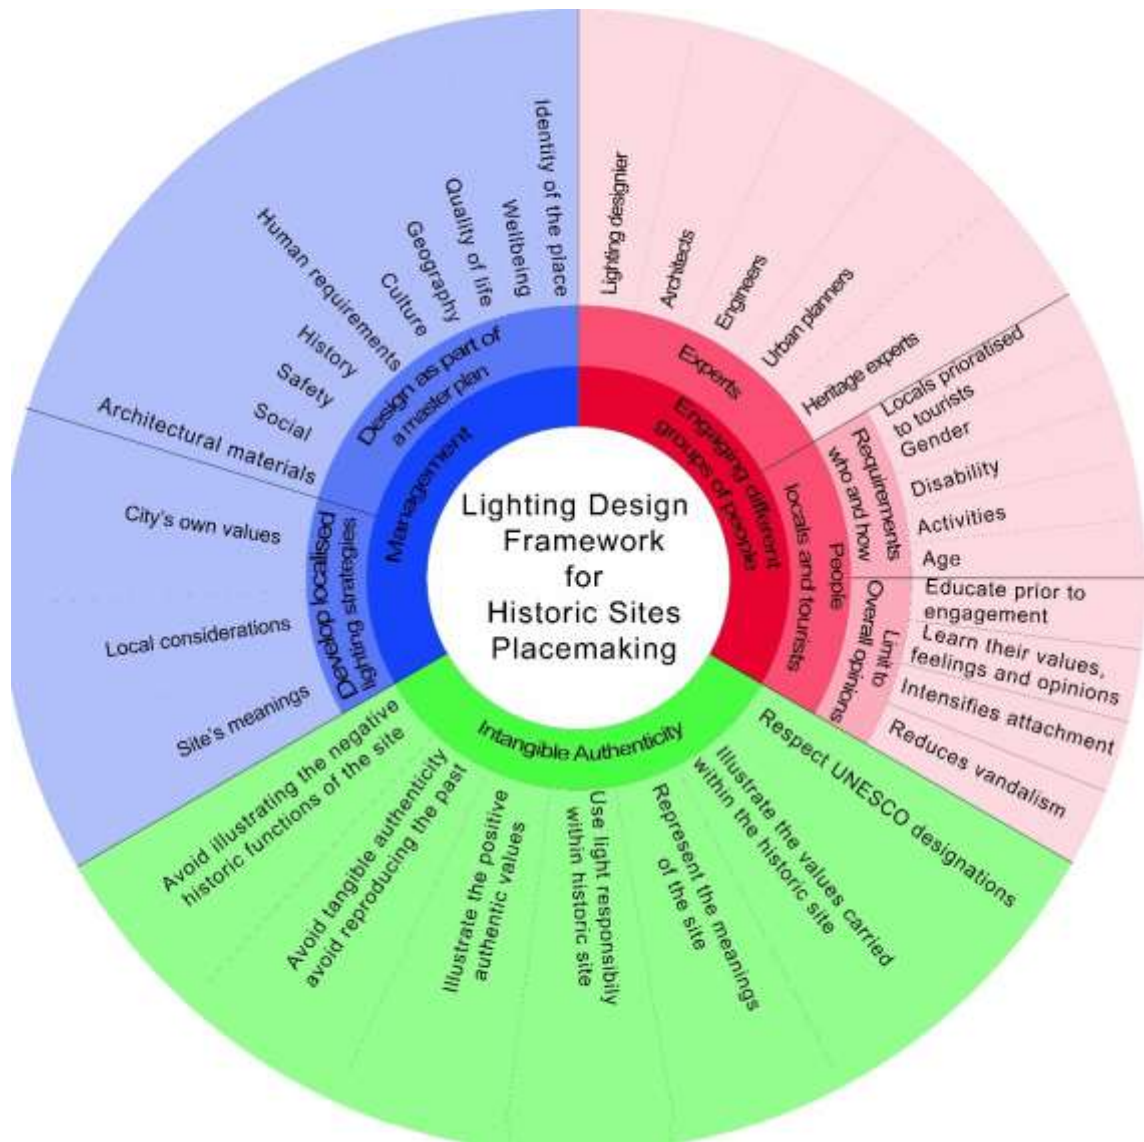 Lighting Design
Framework
for
Historic Sites
Placemaking
Engaging different
groups of people
Experts
Lighting designier
Architects
Engineers
Urban planners
Heritage experts
People
locals and tourists
Requirements
who and how
Locals prioratised
to tourists
Gender
Disability
Activities
Age
Limit to
Overall opinions
Educate prior to
engagement
Learn their values,
feelings and opinions
Intensifies attachment
Reduces vandalism
Intangible Authenticity
Respect UNESCO designations
Illustrate the values carried
within the historic site
Represent the meanings
of the site
Use light responsibily
within historic site
Illustrate the positive
authentic values
Avoid tangible authenticity
avoid reproducing the past
Avoid illustrating the negative
historic functions of the site
Management
Develop localised
lighting strategies
Site's meanings
Local considerations
City's own values
Design as part of
a master plan
Architectural materials
Social
Safety
History
Human requirements
Culture
Geography
Quality of life
Wellbeing
Identity of the place